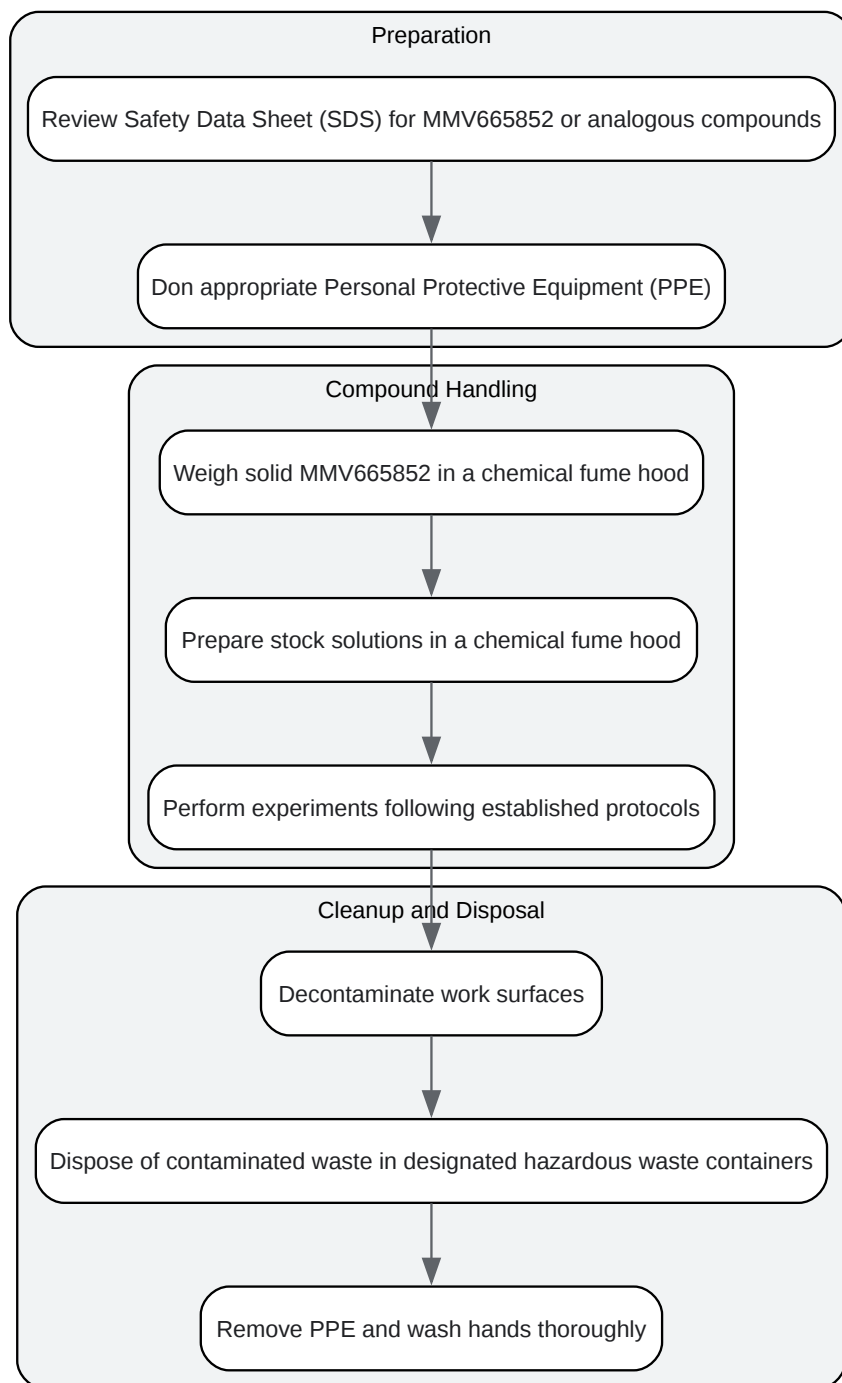 Preparation
Review Safety Data Sheet (SDS) for MMV665852 or analogous compounds
Don appropriate Personal Protective Equipment (PPE)
Compound Handling
Weigh solid MMV665852 in a chemical fume hood
Prepare stock solutions in a chemical fume hood
Perform experiments following established protocols
Cleanup and Disposal
Decontaminate work surfaces
Dispose of contaminated waste in designated hazardous waste containers
Remove PPE and wash hands thoroughly